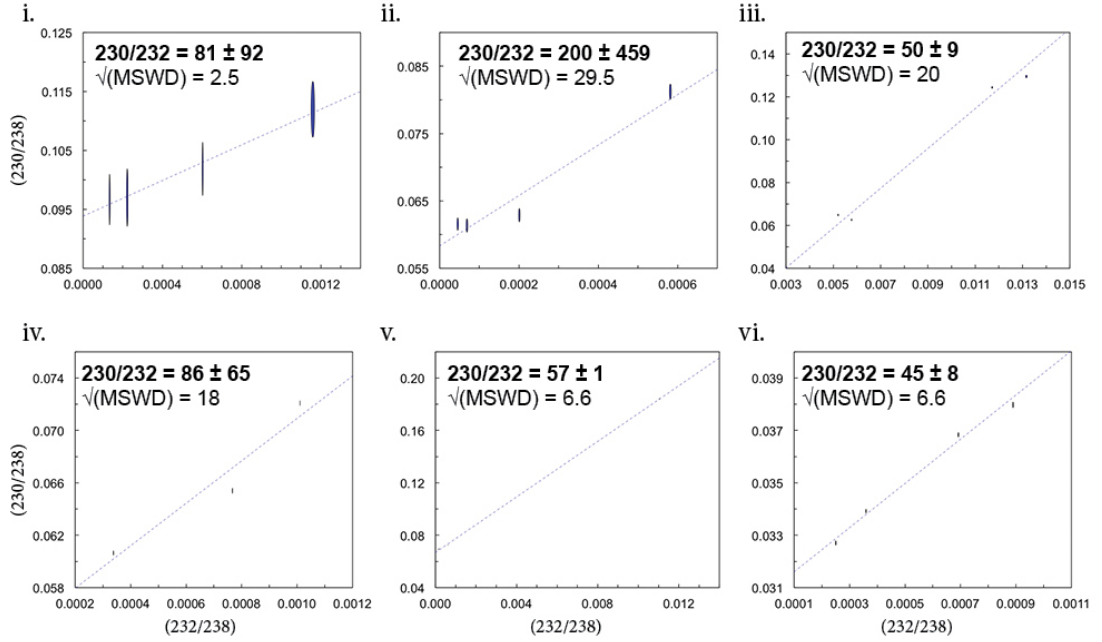 i.
230/232 = 81 ± 92
√(MSWD) = 2.5
0.125
0.115
0.105
0.095
0.085
(230/238)
0.0000 0.0004 0.0008 0.0012
ii.
200/232 = 200 ± 459
√(MSWD) = 29.5
0.085
0.075
0.065
0.055
0.0000 0.0002 0.0004 0.0006
iii.
230/232 = 50 ± 9
√(MSWD) = 20
0.14
0.12
0.10
0.08
0.06
0.04
0.003 0.005 0.007 0.009 0.011 0.013 0.015
iv.
230/232 = 86 ± 65
√(MSWD) = 18
0.074
0.070
0.066
0.062
0.058
(230/238)
0.0002 0.0004 0.0006 0.0008 0.0010 0.0012
(232/238)
v.
230/232 = 57 ± 1
√(MSWD) = 6.6
0.20
0.16
0.12
0.08
0.04
0.000 0.004 0.008 0.012
(232/238)
vi.
230/232 = 45 ± 8
√(MSWD) = 6.6
0.039
0.037
0.035
0.033
0.031
0.0001 0.0003 0.0005 0.0007 0.0009 0.0011
(232/238)